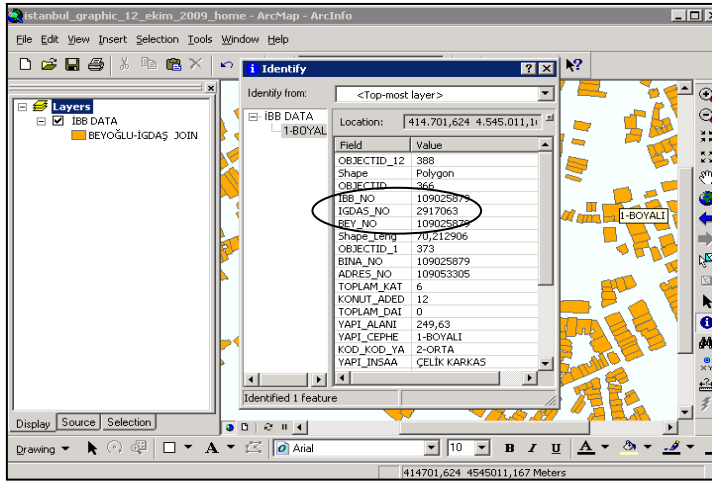 istanbul_graphic_12_ekim_2009_home - ArcMap - ArcInfo
File Edit View Insert Selection Tools Window Help
Identify
Identify from: <Top-most layer>
Layers
IBB DATA
BEYOĞLU-İGDAŞ JOIN
İBB DATA
1-BOYAL
Location: 414.701,624 4.545.011,1
Field Value
OBJECTID_12 388
Shape Polygon
OBJECTID 366
IBB_NO 109025879
IGDAS_NO 2917063
BEY_NO 109025879
Shape_Leng 70,212906
OBJECTID_1 373
BINA_NO 109025879
ADRES_NO 109053305
TOPLAM_KAT 6
KONUT_ADED 12
TOPLAM_DAI 0
YAPI_ALANI 249,63
YAPI_CEPHE 1-BOYALI
KOD_KOD_YA 2-ORTA
YAPI_INSAA ÇELİK KARKAS
1-BOYALI
Identified 1 feature
Display Source Selection
Drawing A Arial 10 B I U A
414701,624 4545011,167 Meters